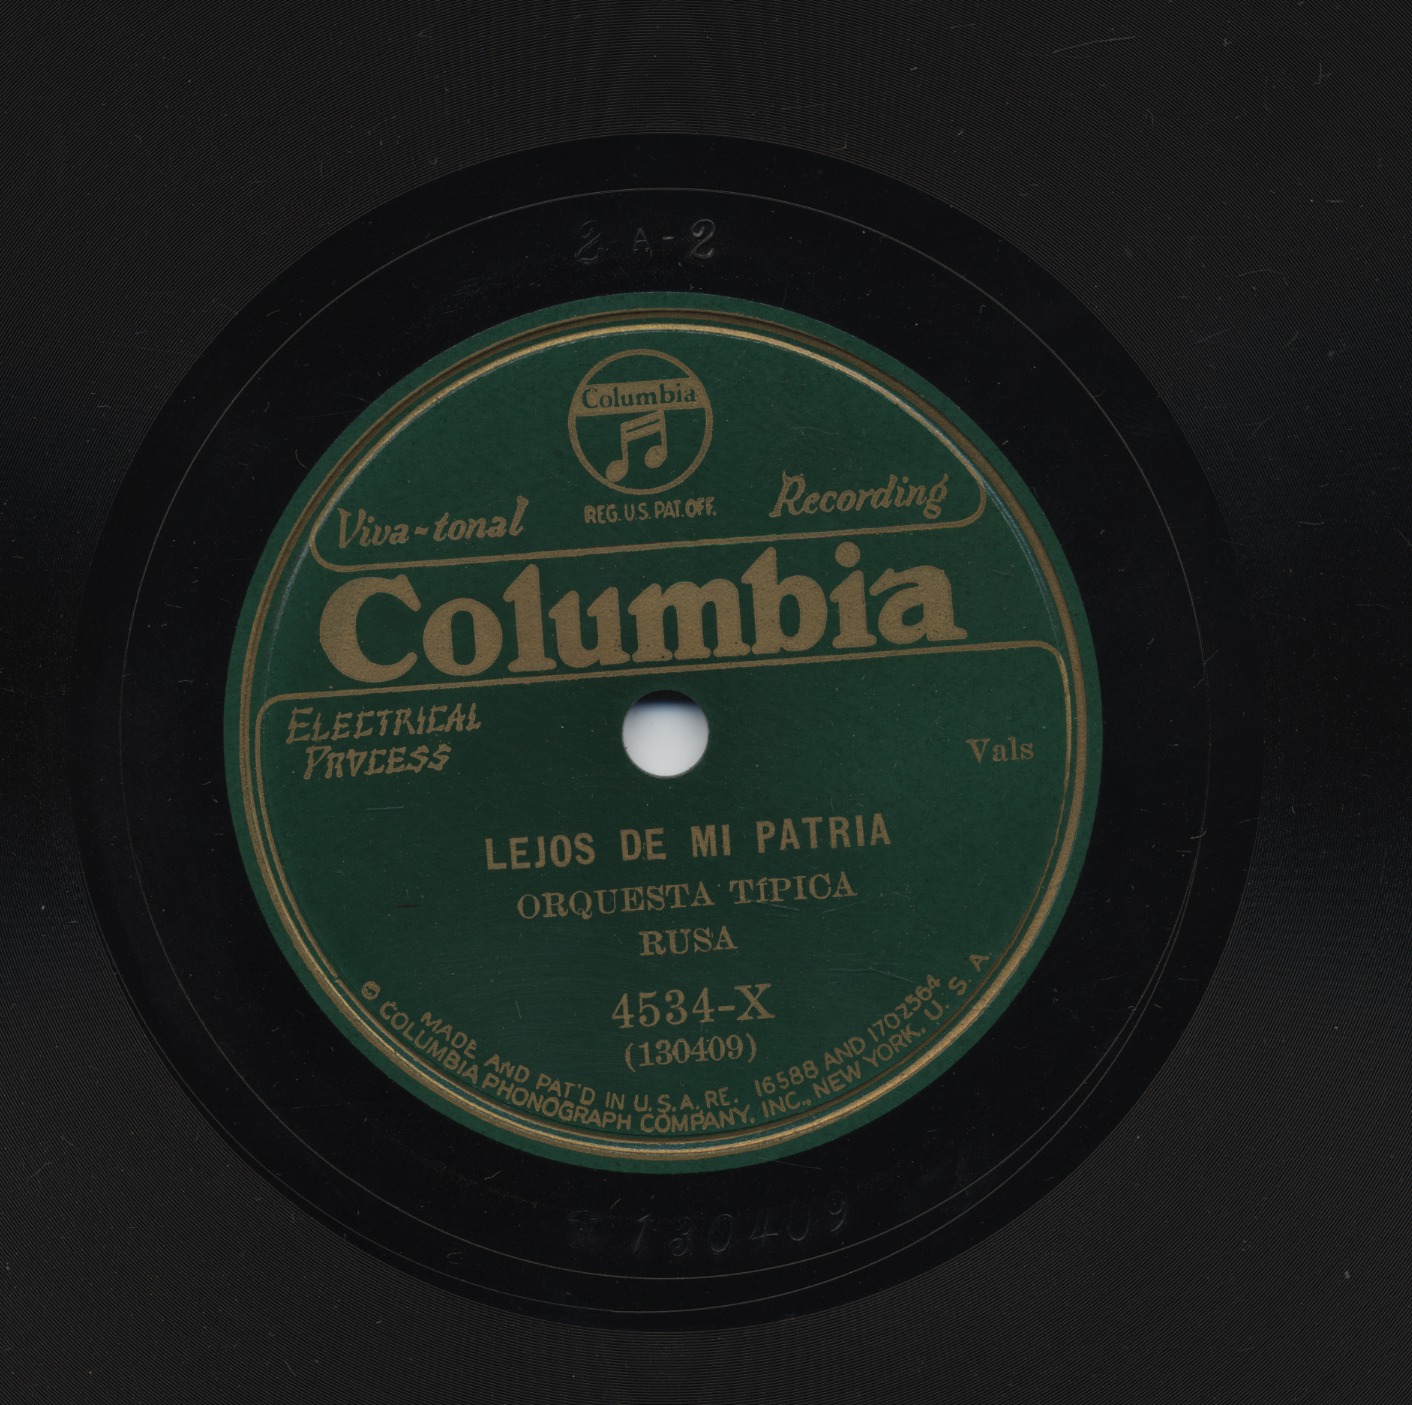 2 A-2
Columbia
REG. U.S. PAT. OFF.
Viva-tonal Recording
Columbia
ELECTRICAL
PROCESS
Vals
LEJOS DE MI PATRIA
ORQUESTA TíPICA
RUSA
4534-X
(130409)
MADE AND PAT'D IN U.S.A. RE. 16588 AND 1702564
COLUMBIA PHONOGRAPH COMPANY, INC., NEW YORK, U. S. A.
130409